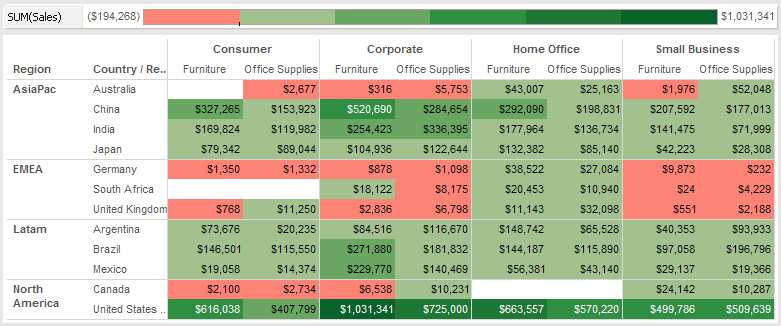 SUM(Sales) ($194,268) $1,031,341
Consumer Corporate Home Office Small Business
Region Country / Re.. Furniture Office Supplies Furniture Office Supplies Furniture Office Supplies Furniture Office Supplies
AsiaPac Australia $2,677 $316 $5,753 $43,007 $25,163 $1,976 $52,048
China $327,265 $153,923 $520,690 $284,654 $292,090 $198,831 $207,592 $177,013
India $169,824 $119,982 $254,423 $336,395 $177,964 $136,734 $141,475 $71,999
Japan $79,342 $89,044 $104,936 $122,644 $132,382 $85,140 $42,223 $28,308
EMEA Germany $1,350 $1,332 $878 $1,098 $38,522 $27,084 $9,873 $232
South Africa $18,122 $8,175 $20,453 $10,940 $24 $4,229
United Kingdom $768 $11,250 $2,836 $6,798 $11,143 $32,098 $551 $2,188
Latam Argentina $73,676 $20,235 $84,516 $116,670 $148,742 $65,528 $40,353 $93,933
Brazil $146,501 $115,550 $271,880 $181,832 $144,187 $115,890 $97,058 $196,796
Mexico $19,058 $14,374 $229,770 $140,469 $56,381 $43,140 $29,137 $19,366
North America Canada $2,100 $2,734 $6,538 $10,231 $24,142 $10,287
United States .. $616,038 $407,799 $1,031,341 $725,000 $663,557 $570,220 $499,786 $509,639